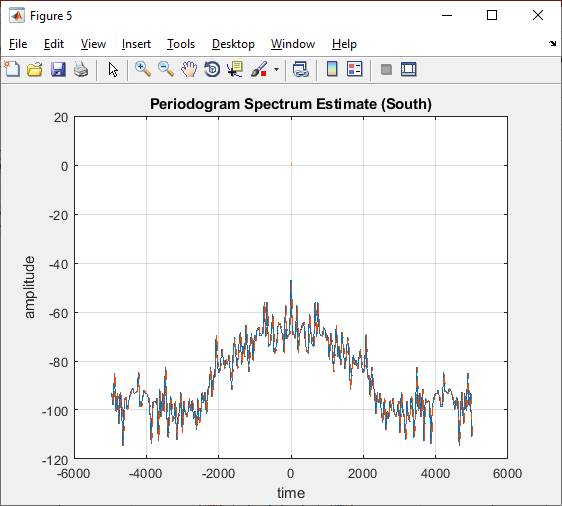 Figure 5
File Edit View Insert Tools Desktop Window Help
Periodogram Spectrum Estimate (South)
20
0
-20
-40
-60
-80
-100
-120
amplitude
-6000 -4000 -2000 0 2000 4000 6000
time